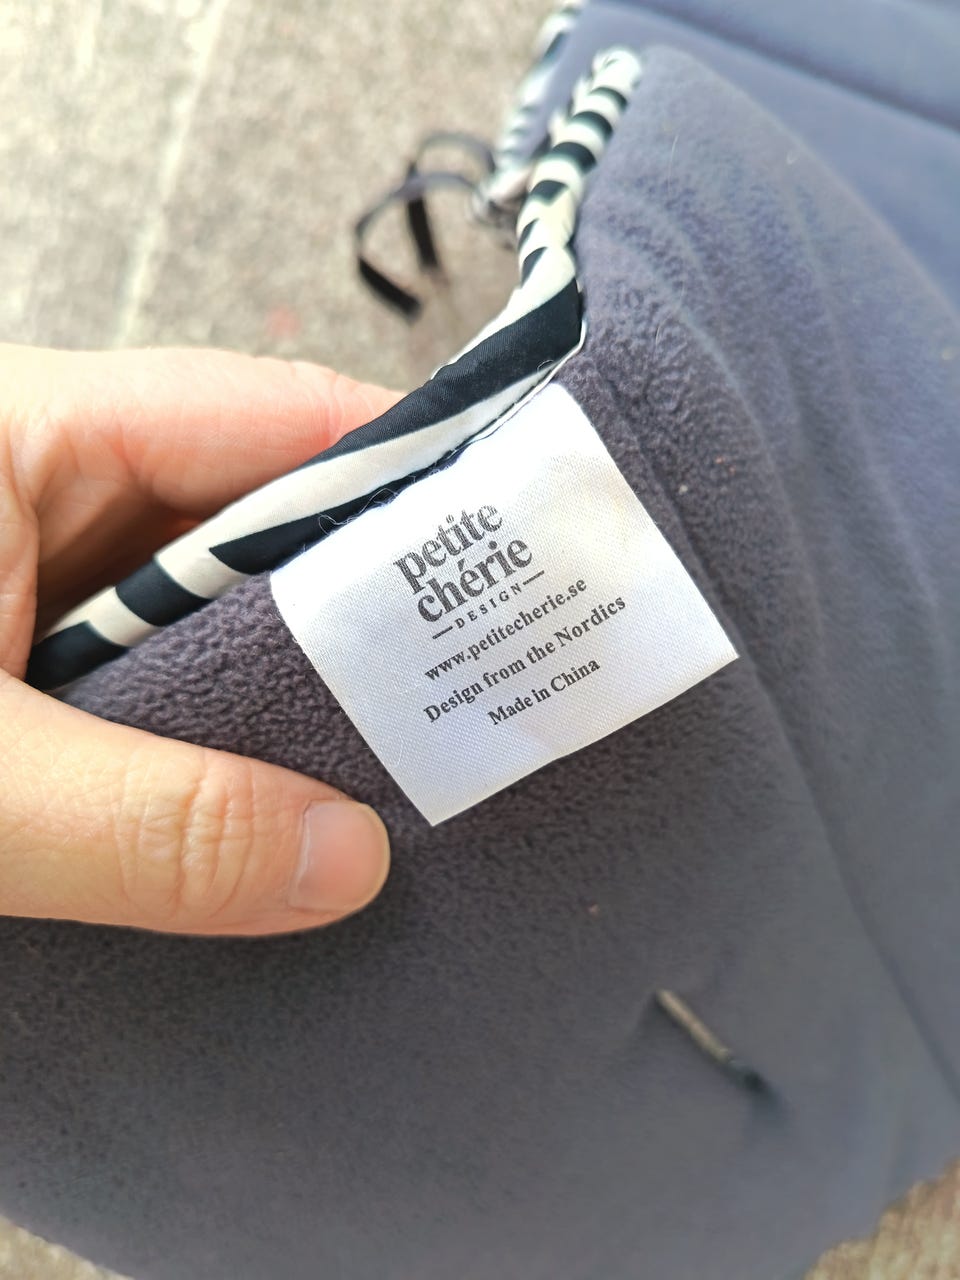 petite
chérie
DESIGN
www.petitecherie.se
Design from the Nordics
Made in China